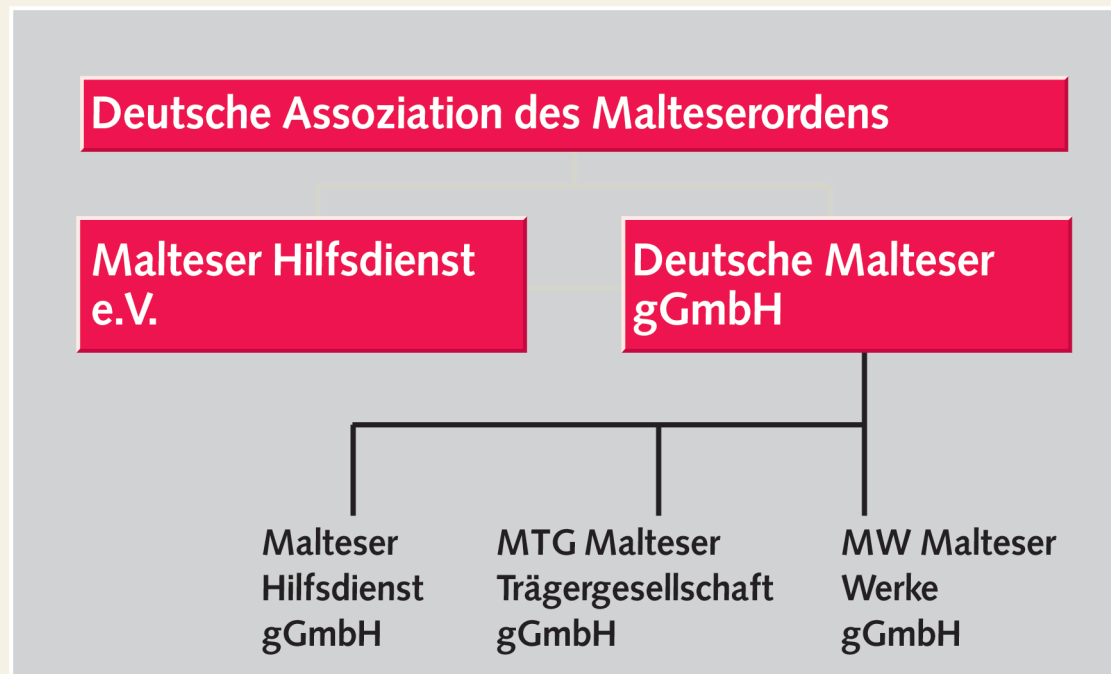 Deutsche Assoziation des Malteserordens
Malteser Hilfsdienst
e.V.
Deutsche Malteser
gGmbH
Malteser
Hilfsdienst
gGmbH
MTG Malteser
Trägergesellschaft
gGmbH
MW Malteser
Werke
gGmbH